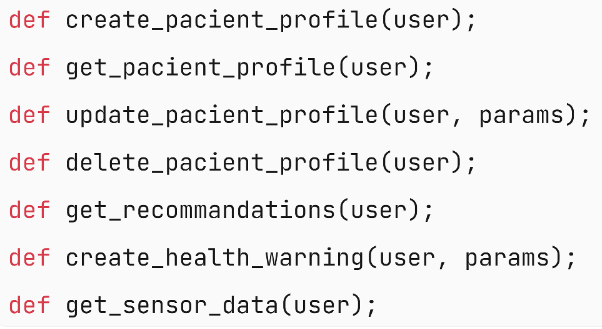 def create_pacient_profile(user);
def get_pacient_profile(user);
def update_pacient_profile(user, params);
def delete_pacient_profile(user);
def get_recommandations(user);
def create_health_warning(user, params);
def get_sensor_data(user);